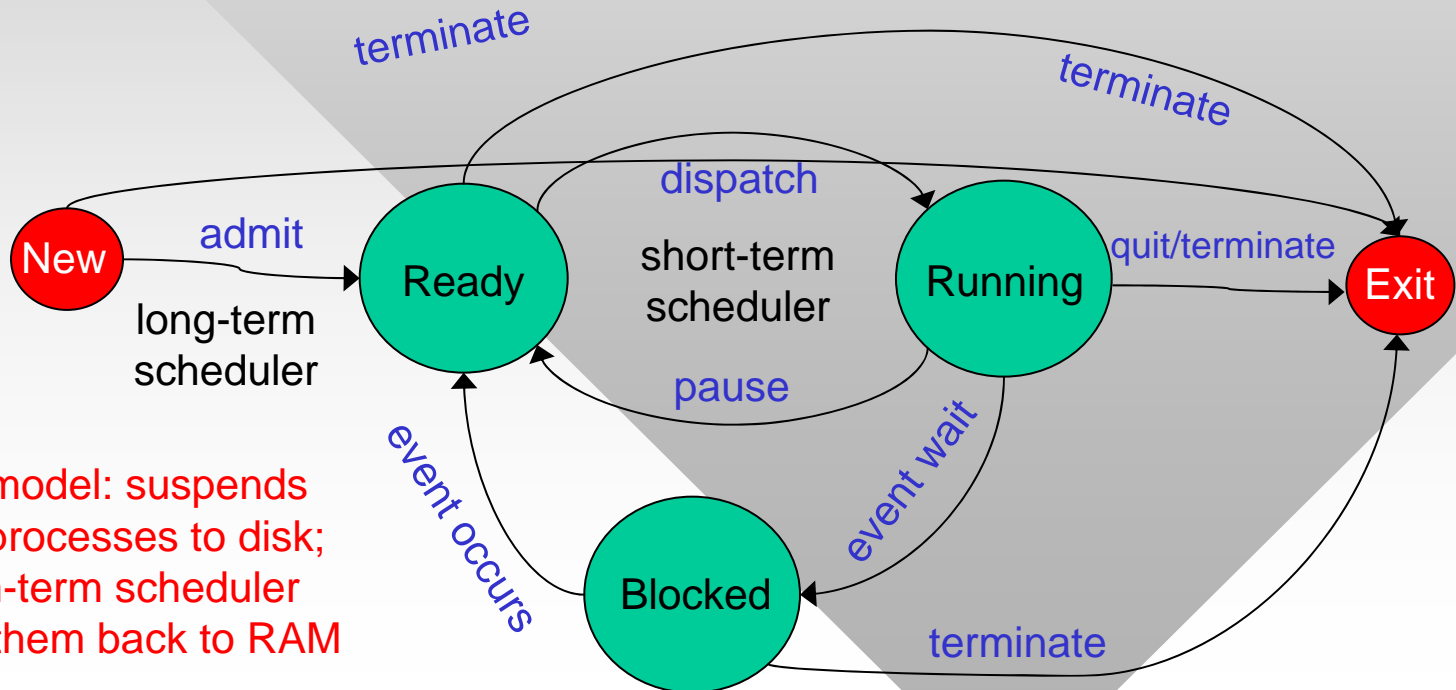 terminate
terminate
dispatch
admit
quit/terminate
New
Ready
short-term
scheduler
Running
Exit
long-term
scheduler
pause
event wait
event occurs
model: suspends
processes to disk;
-term scheduler
them back to RAM
Blocked
terminate